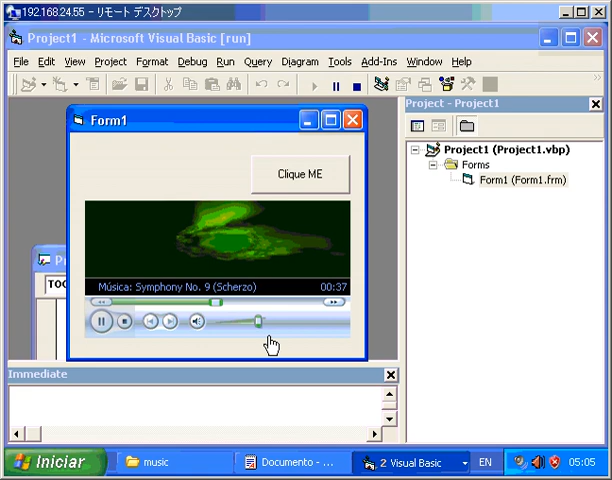 192.168.24.55 - リモート デスクトップ
Project1 - Microsoft Visual Basic [run]
File Edit View Project Format Debug Run Query Diagram Tools Add-Ins Window Help
Project - Project1
Form1
Project1 (Project1.vbp)
Forms
Form1 (Form1.frm)
Clique ME
Música: Symphony No. 9 (Scherzo) 00:37
Immediate
Iniciar music Documento - ... 2 Visual Basic EN 05:05